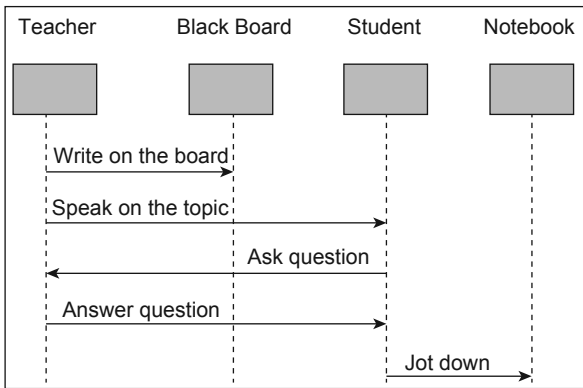 Teacher Black Board Student Notebook
Write on the board
Speak on the topic
Ask question
Answer question
Jot down